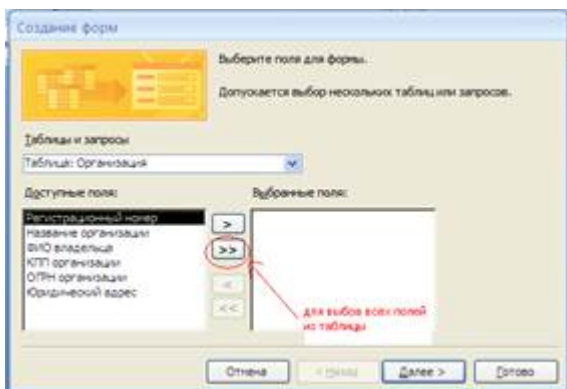 Создание форм
Выберите поля для формы.
Допускается выбор нескольких таблиц или запросов.
Таблицы и запросы
Таблица: Организация
Доступные поля:
Выбранные поля:
Регистрационный номер
Название организации
ФИО владельца
КПП организации
ОГРН организации
Юридический адрес
>
>>
<
<<
для выбов всех полей
из таблицы
Отмена
< Назад
Далее >
Готово